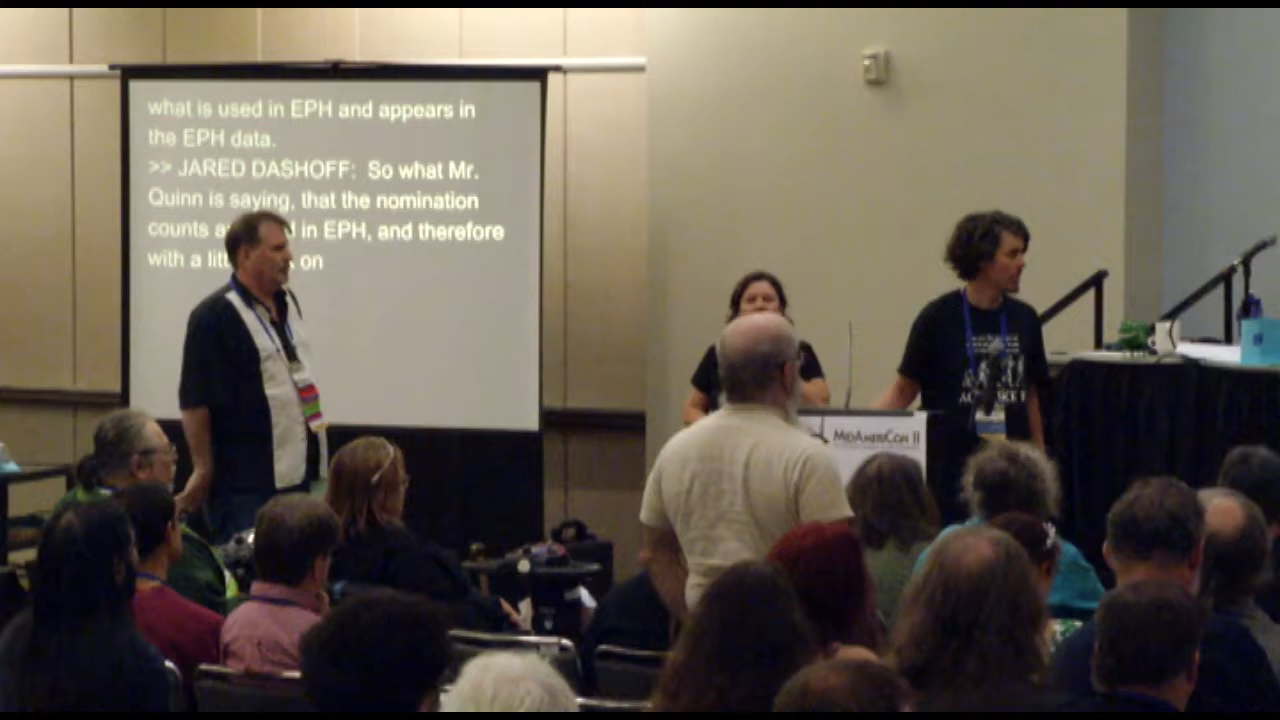 what is used in EPH and appears in
the EPH data.
>> JARED DASHOFF: So what Mr.
Quinn is saying, that the nomination
counts in EPH, and therefore
with a on
MIDAMERICON II